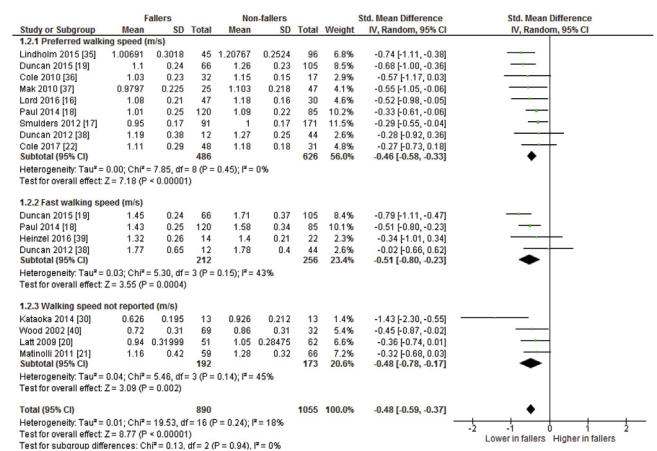 Fallers Non-fallers Std. Mean Difference Std. Mean Difference
Study or Subgroup Mean SD Total Mean SD Total Weight IV, Random, 95% CI IV, Random, 95% CI
1.2.1 Preferred walking speed (m/s)
Lindholm 2015 [35] 1.00691 0.3018 45 1.20767 0.2524 96 6.8% -0.74 [-1.11, -0.38]
Duncan 2015 [19] 1.1 0.24 66 1.26 0.23 105 8.4% -0.68 [-1.00, -0.36]
Cole 2010 [36] 1.03 0.23 32 1.15 0.15 17 3.0% -0.57 [-1.17, 0.03]
Mak 2010 [37] 0.9797 0.225 25 1.103 0.218 47 4.2% -0.55 [-1.05, -0.06]
Lord 2016 [16] 1.08 0.21 47 1.18 0.16 30 4.6% -0.52 [-0.98, -0.05]
Paul 2014 [18] 1.01 0.25 120 1.09 0.22 85 10.4% -0.33 [-0.61, -0.06]
Smulders 2012 [17] 0.95 0.17 91 1 0.17 171 11.9% -0.29 [-0.55, -0.04]
Duncan 2012 [38] 1.19 0.38 12 1.27 0.25 44 2.6% -0.28 [-0.92, 0.36]
Cole 2017 [22] 1.11 0.29 48 1.18 0.18 31 4.8% -0.27 [-0.73, 0.18]
Subtotal (95% CI) 486 626 56.0% -0.46 [-0.58, -0.33]
Heterogeneity: Tau² = 0.00; Chi² = 7.85, df = 8 (P = 0.45); I² = 0%
Test for overall effect: Z = 7.18 (P < 0.00001)
1.2.2 Fast walking speed (m/s)
Duncan 2015 [19] 1.45 0.24 66 1.71 0.37 105 8.4% -0.79 [-1.11, -0.47]
Paul 2014 [18] 1.43 0.25 120 1.58 0.34 85 10.1% -0.51 [-0.80, -0.23]
Heinzel 2016 [39] 1.32 0.26 14 1.4 0.21 22 2.3% -0.34 [-1.01, 0.34]
Duncan 2012 [38] 1.77 0.65 12 1.78 0.4 44 2.6% -0.02 [-0.66, 0.62]
Subtotal (95% CI) 212 256 23.4% -0.51 [-0.80, -0.23]
Heterogeneity: Tau² = 0.03; Chi² = 5.30, df = 3 (P = 0.15); I² = 43%
Test for overall effect: Z = 3.55 (P = 0.0004)
1.2.3 Walking speed not reported (m/s)
Kataoka 2014 [30] 0.626 0.195 13 0.926 0.212 13 1.4% -1.43 [-2.30, -0.55]
Wood 2002 [40] 0.72 0.31 69 0.86 0.31 32 5.2% -0.45 [-0.87, -0.02]
Latt 2009 [20] 0.94 0.31999 51 1.05 0.28475 62 6.6% -0.36 [-0.74, 0.01]
Matinolli 2011 [21] 1.16 0.42 59 1.28 0.32 66 7.2% -0.32 [-0.68, 0.03]
Subtotal (95% CI) 192 173 20.6% -0.48 [-0.78, -0.17]
Heterogeneity: Tau² = 0.04; Chi² = 5.46, df = 3 (P = 0.14); I² = 45%
Test for overall effect: Z = 3.09 (P = 0.002)
Total (95% CI) 890 1055 100.0% -0.48 [-0.59, -0.37]
Heterogeneity: Tau² = 0.01; Chi² = 19.53, df = 16 (P = 0.24); I² = 18%
Test for overall effect: Z = 8.77 (P < 0.00001)
Test for subgroup differences: Chi² = 0.13, df = 2 (P = 0.94), I² = 0%
-2 -1 0 1 2
Lower in fallers Higher in fallers